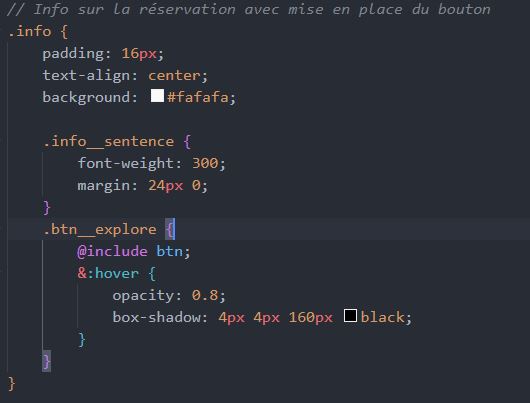 // Info sur la réservation avec mise en place du bouton
.info {
padding: 16px;
text-align: center;
background: #fafafa;
.info__sentence {
font-weight: 300;
margin: 24px 0;
}
.btn__explore {
@include btn;
&:hover {
opacity: 0.8;
box-shadow: 4px 4px 160px black;
}
}
}